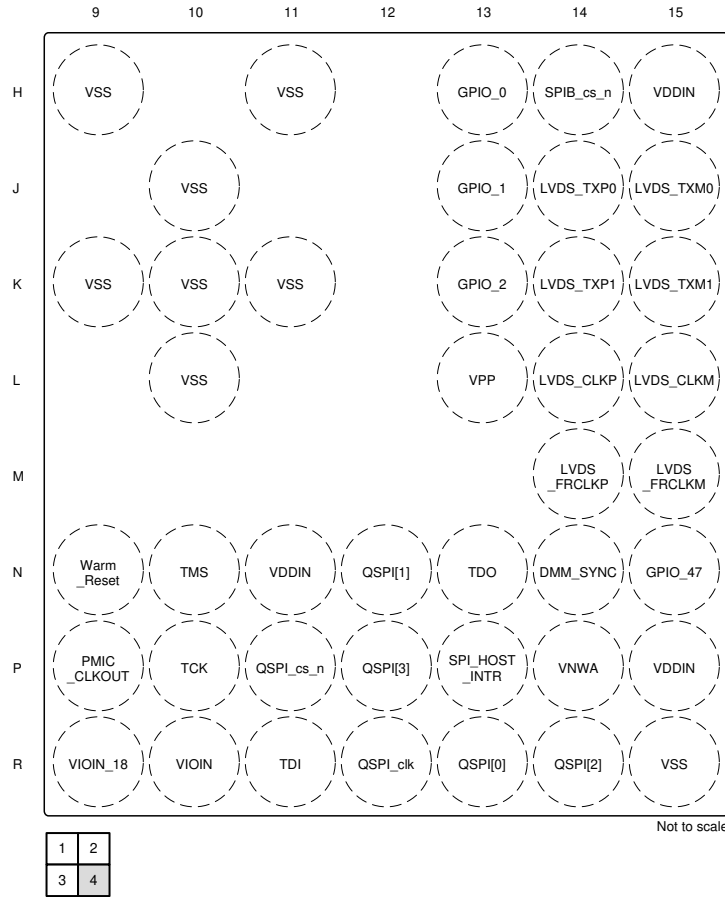 9 10 11 12 13 14 15
H VSS VSS GPIO_0 SPIB_cs_n VDDIN
J VSS GPIO_1 LVDS_TXP0 LVDS_TXM0
K VSS VSS VSS GPIO_2 LVDS_TXP1 LVDS_TXM1
L VSS VPP LVDS_CLKP LVDS_CLKM
M LVDS LVDS
_FRCLKP _FRCLKM
N Warm TMS VDDIN QSPI[1] TDO DMM_SYNC GPIO_47
_Reset
P PMIC TCK QSPI_cs_n QSPI[3] SPI_HOST VNWA VDDIN
_CLKOUT _INTR
R VIOIN_18 VIOIN TDI QSPI_clk QSPI[0] QSPI[2] VSS
Not to scale
1 2
3 4